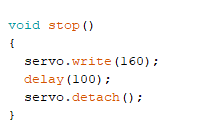 void stop()
{
  servo.write(160);
  delay(100);
  servo.detach();
}